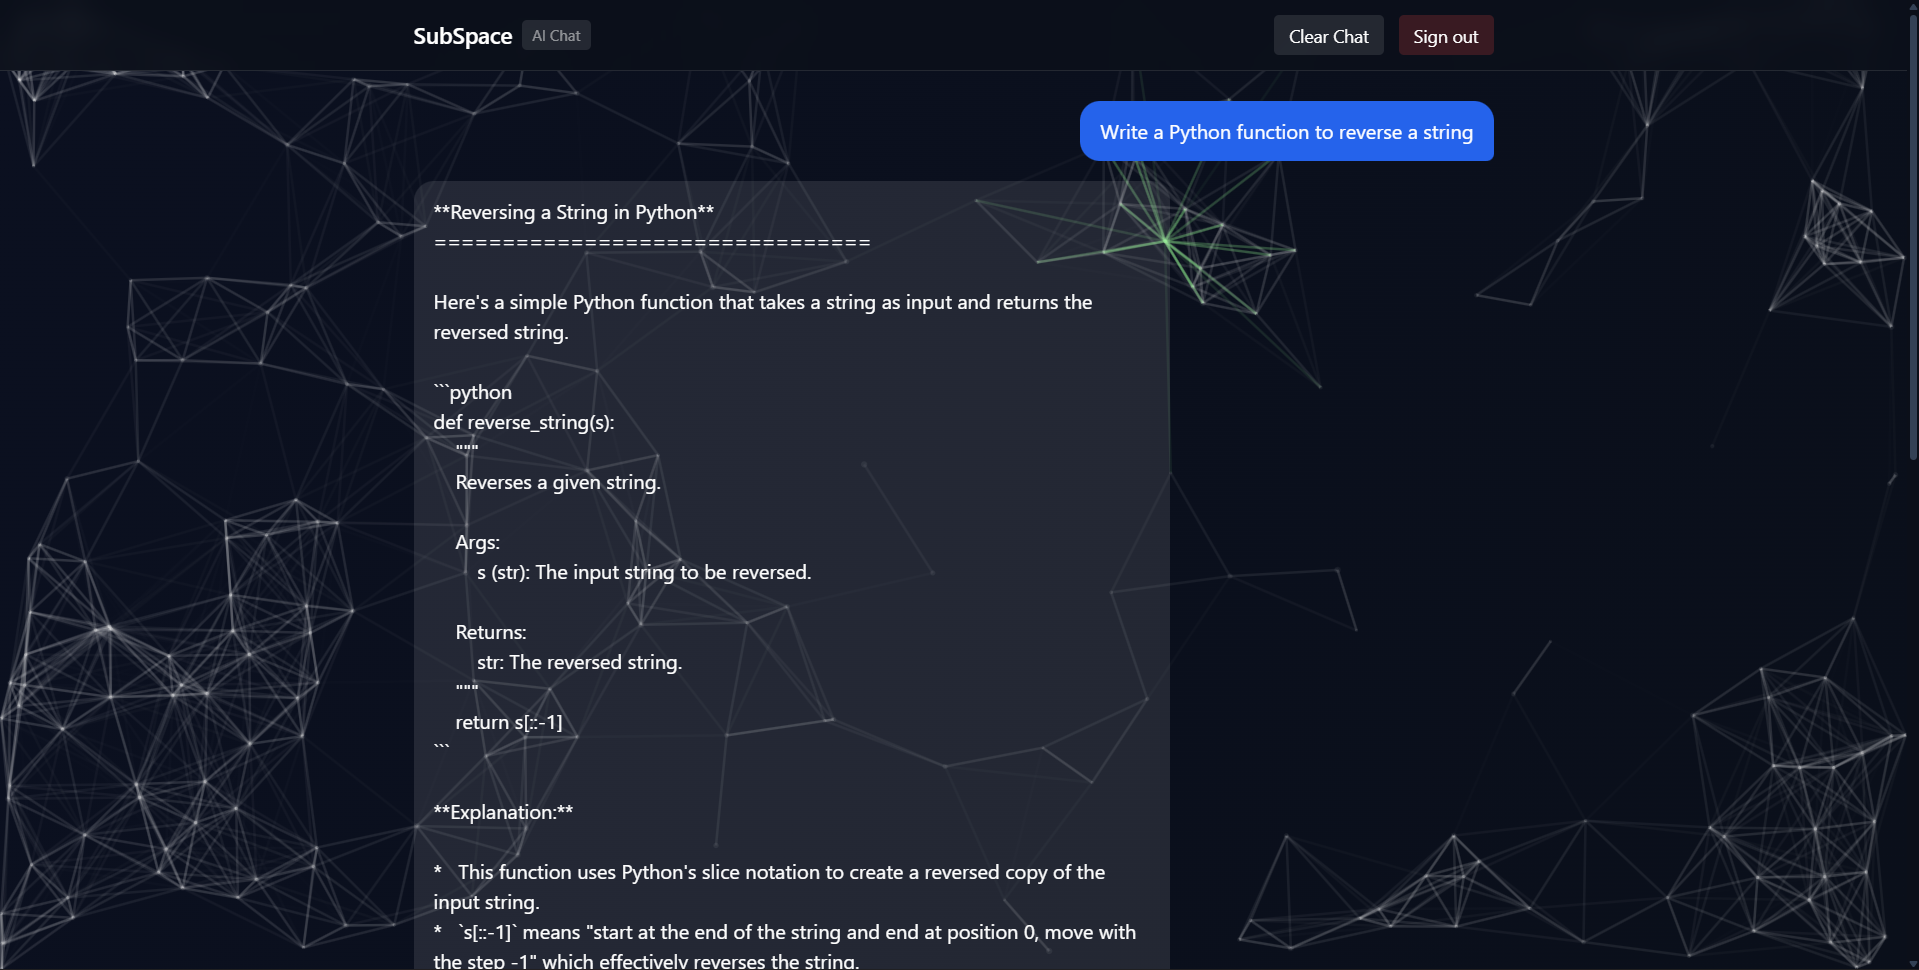 SubSpace AI Chat Clear Chat Sign out
Write a Python function to reverse a string
**Reversing a String in Python**
================================
Here's a simple Python function that takes a string as input and returns the
reversed string.
```python
def reverse_string(s):
    """
    Reverses a given string.
    Args:
        s (str): The input string to be reversed.
    Returns:
        str: The reversed string.
    """
    return s[::-1]
```
**Explanation:**
*   This function uses Python's slice notation to create a reversed copy of the
input string.
*   `s[::-1]` means "start at the end of the string and end at position 0, move with
the step -1" which effectively reverses the string.